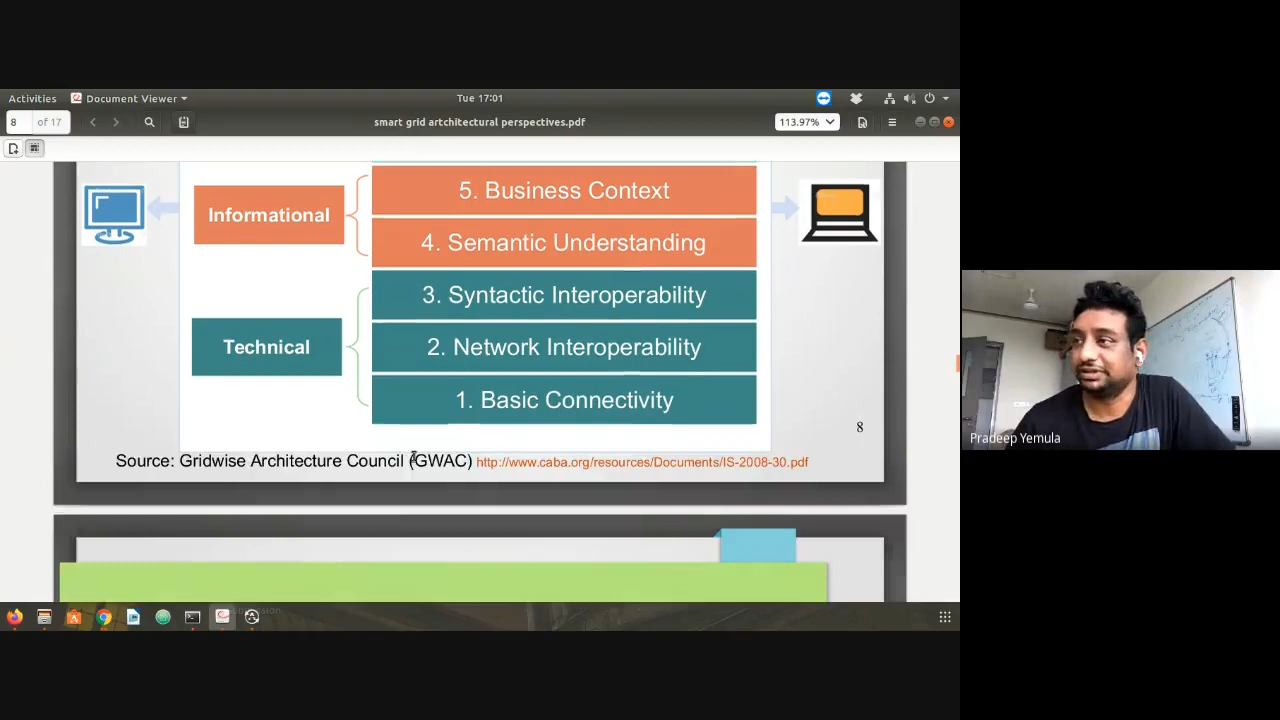 Activities
Document Viewer
Tue 17:01
8
of 17
smart grid artchitectural perspectives.pdf
113.97%
5. Business Context
Informational
4. Semantic Understanding
3. Syntactic Interoperability
Technical
2. Network Interoperability
1. Basic Connectivity
8
Source: Gridwise Architecture Council (GWAC) http://www.caba.org/resources/Documents/IS-2008-30.pdf
Pradeep Yemula